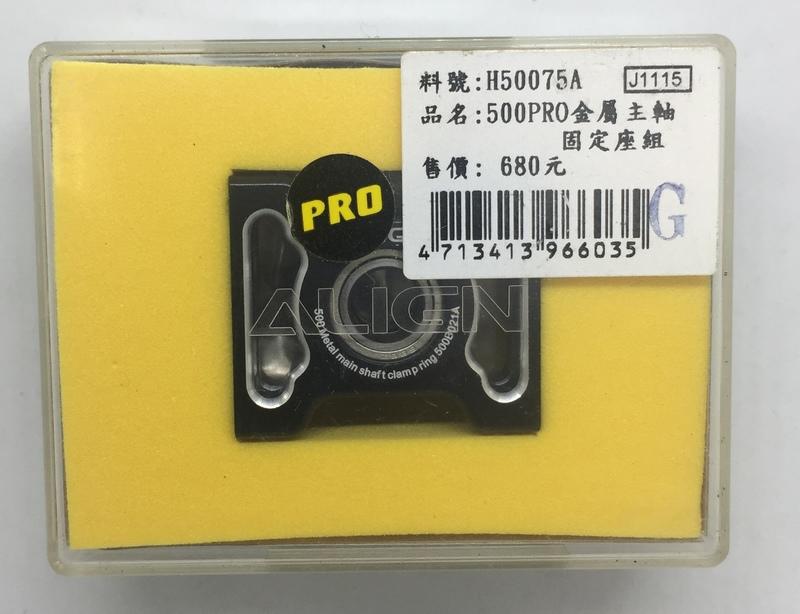 料號:H50075A
J1115
品名:500PRO金屬主軸
固定座組
售價: 680元
G
4 713413 966035
PRO
ALIGN
500 Metal main shaft clamp ring 500B021A